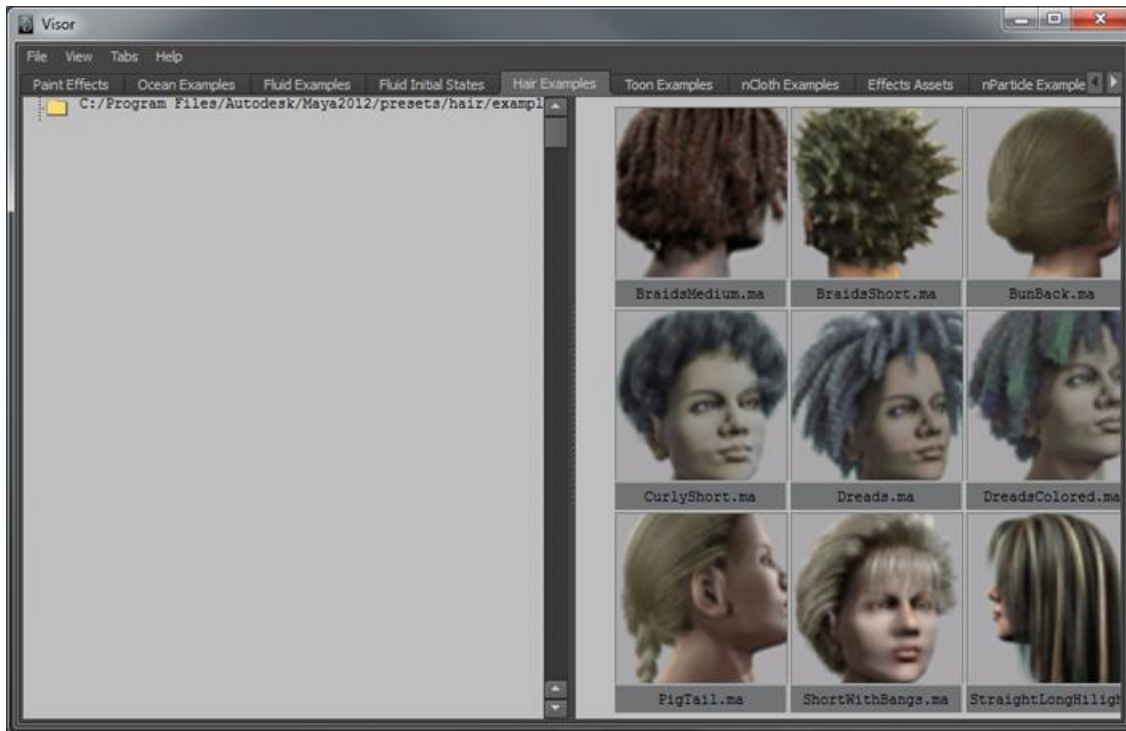 Visor
File View Tabs Help
Paint Effects Ocean Examples Fluid Examples Fluid Initial States Hair Examples Toon Examples nCloth Examples Effects Assets nParticle Example
C:/Program Files/Autodesk/Maya2012/presets/hair/exampl
BraidsMedium.ma BraidsShort.ma BunBack.ma
CurlyShort.ma Dreads.ma DreadsColored.ma
PigTail.ma ShortWithBangs.ma StraightLongHiligh